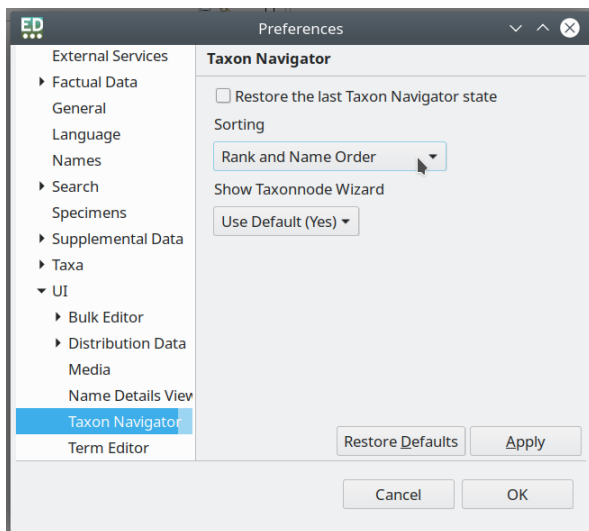 ED
Preferences
External Services
Factual Data
General
Language
Names
Search
Specimens
Supplemental Data
Taxa
UI
Bulk Editor
Distribution Data
Media
Name Details View
Taxon Navigator
Term Editor
Taxon Navigator
Restore the last Taxon Navigator state
Sorting
Rank and Name Order
Show Taxonnode Wizard
Use Default (Yes)
Restore Defaults
Apply
Cancel
OK